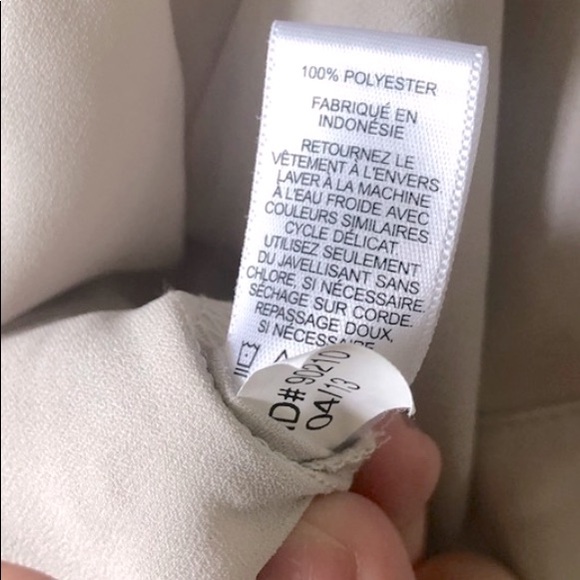 100% POLYESTER
FABRIQUÉ EN
INDONÉSIE
RETOURNEZ LE
VÊTEMENT À L'ENVERS
LAVER À LA MACHINE
À L'EAU FROIDE AVEC
COULEURS SIMILAIRES.
CYCLE DÉLICAT.
UTILISEZ SEULEMENT
DU JAVELLISANT SANS
CHLORE, SI NÉCESSAIRE.
SÉCHAGE SUR CORDE.
REPASSAGE DOUX,
SI NÉCESSAIRE
D# 90210
04/13